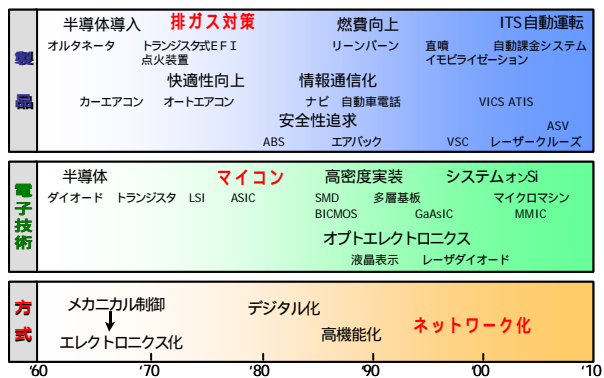 製品
半導体導入 排ガス対策 燃費向上 ITS自動運転
オルタネータ トランジスタ式EFI リーンバーン 直噴 自動課金システム
点火装置 イモビライゼーション
快適性向上 情報通信化
カーエアコン オートエアコン ナビ 自動車電話 VICS ATIS
安全性追求
ASV
ABS エアバック VSC レーザークルーズ
電子技術
半導体 マイコン 高密度実装 システムオンSi
ダイオード トランジスタ LSI ASIC SMD 多層基板 マイクロマシン
BICMOS GaAsIC MMIC
オプトエレクトロニクス
液晶表示 レーザダイオード
方式
メカニカル制御 デジタル化
ネットワーク化
エレクトロニクス化 高機能化
'60 '70 '80 '90 '00 '10